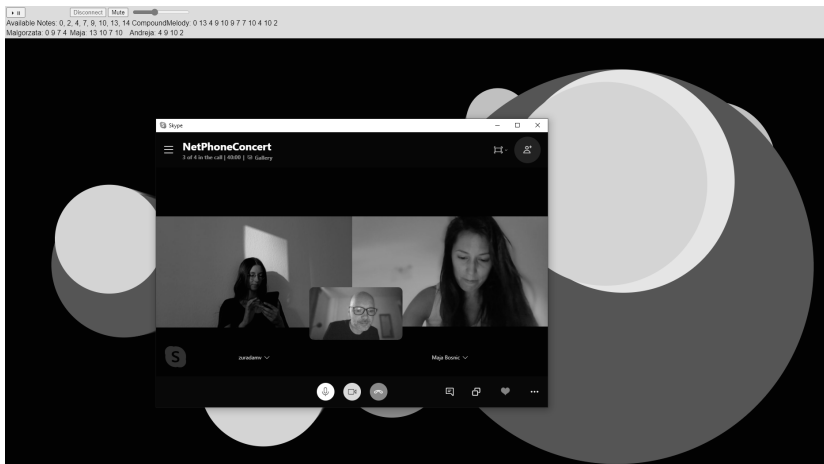 Disconnect Mute
Available Notes: 0, 2, 4, 7, 9, 10, 13, 14 CompoundMelody: 0 13 4 9 10 9 7 7 10 4 10 2
Malgorzata: 0 9 7 4 Maja: 13 10 7 10 Andreja: 4 9 10 2
Skype
NetPhoneConcert
3 of 4 in the call | 40:00 | Gallery
S
zuradamv
Maja Bosnic